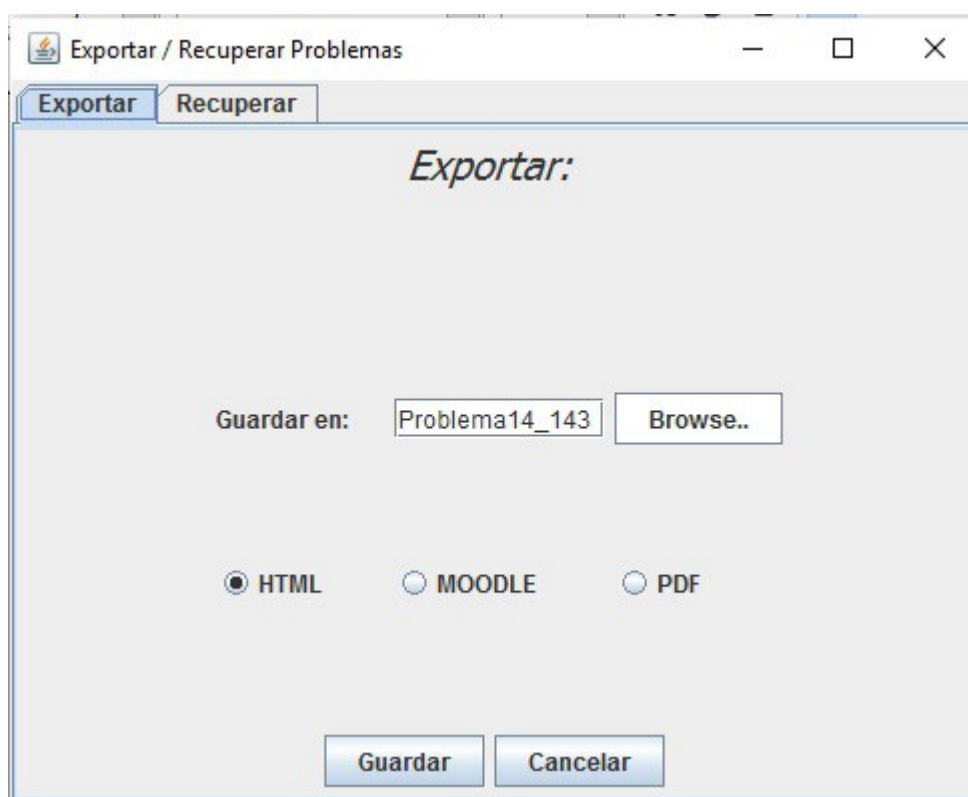 Exportar / Recuperar Problemas
Exportar Recuperar
Exportar:
Guardar en: Problema14_143 Browse..
HTML MOODLE PDF
Guardar Cancelar